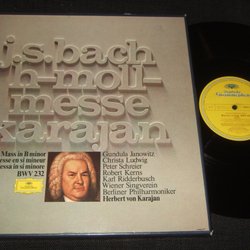 j.s.bach
h-moll-
messe
karajan
Mass in B minor
Messe en si mineur
Messa in si minore
BWV 232
Gundula Janowitz
Christa Ludwig
Peter Schreier
Robert Kerns
Karl Ridderbusch
Wiener Singverein
Berliner Philharmoniker
Herbert von Karajan